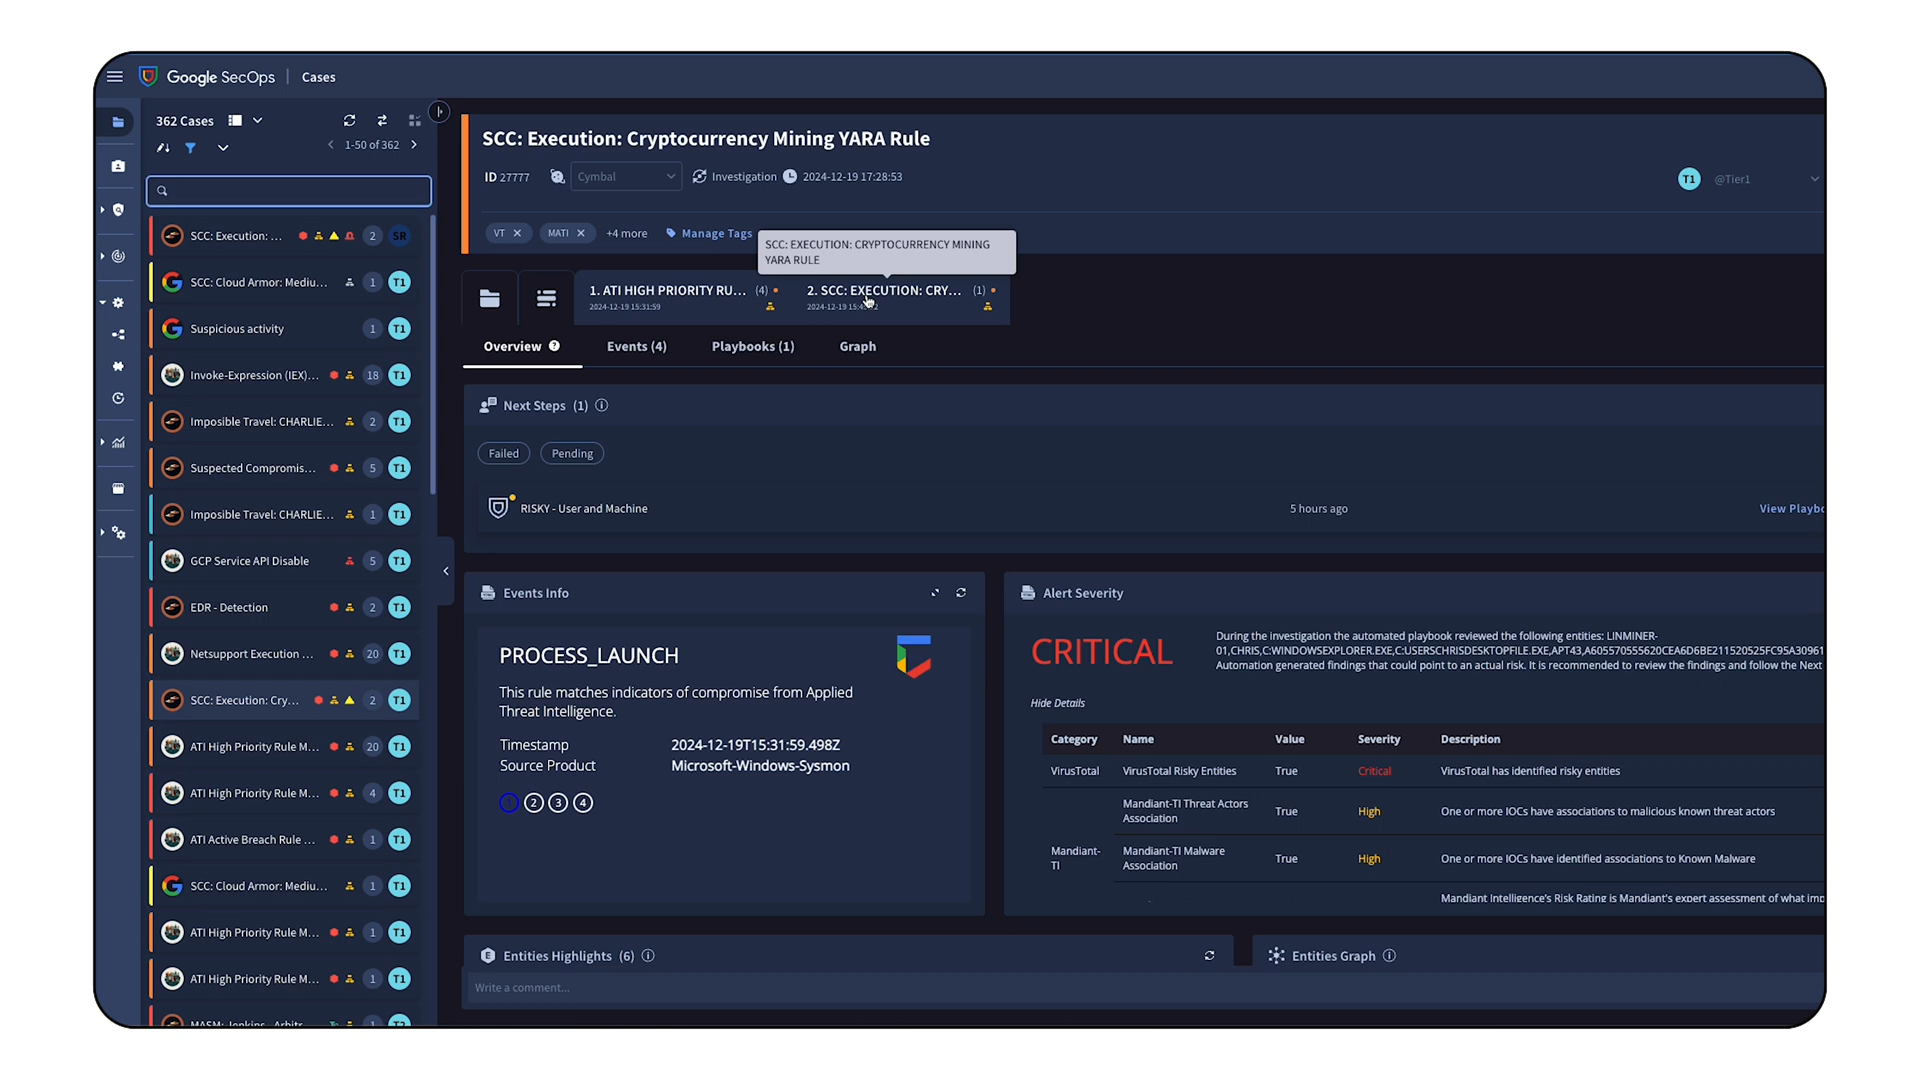 Google SecOps | Cases
362 Cases
1-50 of 362
SCC: Execution: ... 2 SR
SCC: Cloud Armor: Mediu... 1 T1
Suspicious activity 1 T1
Invoke-Expression (IEX)... 18 T1
Imposible Travel: CHARLIE... 2 T1
Suspected Compromis... 5 T1
Imposible Travel: CHARLIE... 1 T1
GCP Service API Disable 5 T1
EDR - Detection 2 T1
Netsupport Execution ... 20 T1
SCC: Execution: Cry... 2 T1
ATI High Priority Rule M... 20 T1
ATI High Priority Rule M... 4 T1
ATI Active Breach Rule ... 1 T1
SCC: Cloud Armor: Mediu... 1 T1
ATI High Priority Rule M... 1 T1
ATI High Priority Rule M... 1 T1
SCC: Execution: Cryptocurrency Mining YARA Rule
ID 27777 Cymbal Investigation 2024-12-19 17:28:53
T1 @Tier1
VT MATI +4 more Manage Tags
SCC: EXECUTION: CRYPTOCURRENCY MINING
YARA RULE
1. ATI HIGH PRIORITY RU... (4)
2024-12-19 15:31:59
2. SCC: EXECUTION: CRY... (1)
2024-12-19
Overview Events (4) Playbooks (1) Graph
Next Steps (1)
Failed Pending
RISKY - User and Machine 5 hours ago View Playbo
Events Info
PROCESS_LAUNCH
This rule matches indicators of compromise from Applied
Threat Intelligence.
Timestamp 2024-12-19T15:31:59.498Z
Source Product Microsoft-Windows-Sysmon
1 2 3 4
Alert Severity
CRITICAL
During the investigation the automated playbook reviewed the following entities: LINMINER-
01,CHRIS,C:WINDOWSEXPLORER.EXE,C:USERSCHRISDESKTOPFILE.EXE,APT43,A605570555620CEA6D6BE211520525FC95A30961
Automation generated findings that could point to an actual risk. It is recommended to review the findings and follow the Next
Hide Details
Category Name Value Severity Description
VirusTotal VirusTotal Risky Entities True Critical VirusTotal has identified risky entities
Mandiant-TI Threat Actors
Association True High One or more IOCs have associations to malicious known threat actors
Mandiant-
TI
Mandiant-TI Malware
Association True High One or more IOCs have identified associations to Known Malware
Mandiant Intelligence's Risk Rating is Mandiant's expert assessment of what imp
Entities Highlights (6)
Entities Graph
Write a comment...